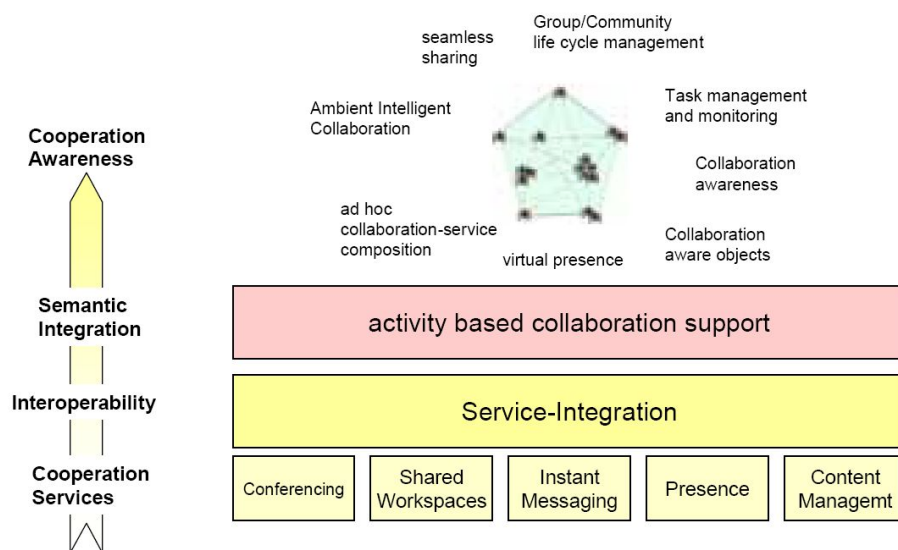 Group/Community
life cycle management
seamless
sharing
Ambient Intelligent
Collaboration
Task management
and monitoring
Cooperation
Awareness
Collaboration
awareness
ad hoc
collaboration-service
composition
Collaboration
aware objects
virtual presence
Semantic
Integration
activity based collaboration support
Interoperability
Service-Integration
Cooperation
Services
Conferencing
Shared
Workspaces
Instant
Messaging
Presence
Content
Managemt